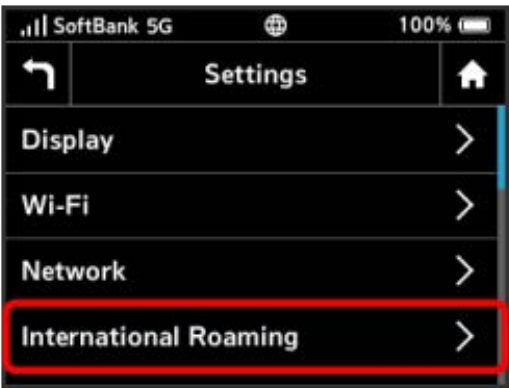 SoftBank 5G 100%
Settings
Display
Wi-Fi
Network
International Roaming